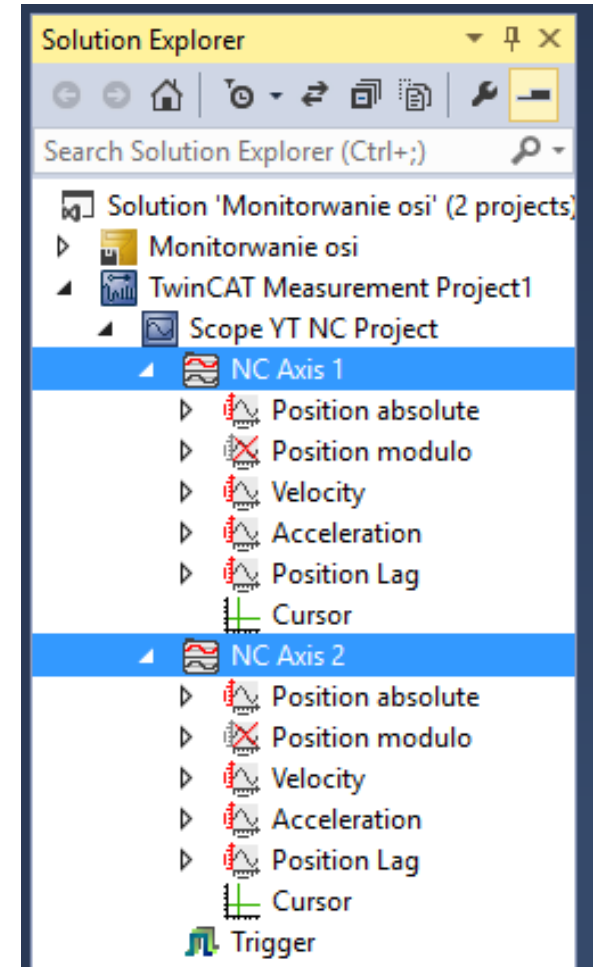 Solution Explorer
Search Solution Explorer (Ctrl+;)
Solution 'Monitorwanie osi' (2 projects)
Monitorwanie osi
TwinCAT Measurement Project1
Scope YT NC Project
NC Axis 1
Position absolute
Position modulo
Velocity
Acceleration
Position Lag
Cursor
NC Axis 2
Position absolute
Position modulo
Velocity
Acceleration
Position Lag
Cursor
Trigger